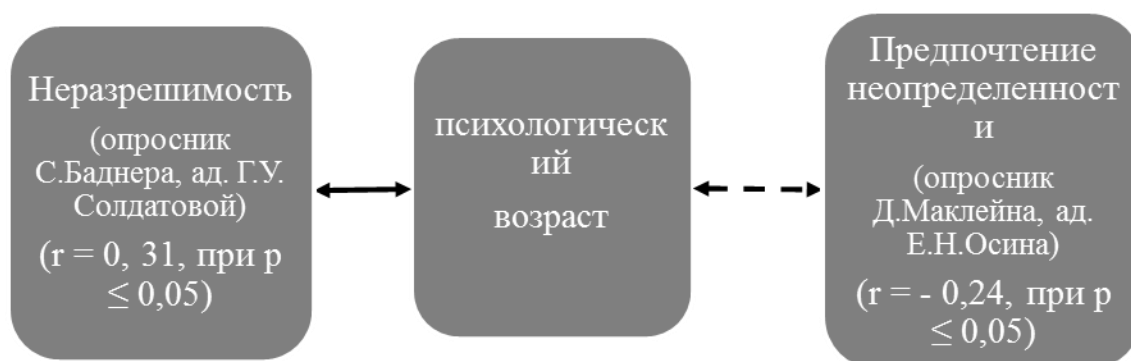 Неразрешимость
(опросник
С.Баднера, ад. Г.У.
Солдатовой)
(r = 0, 31, при p
≤ 0,05)
психологическ
ий
возраст
Предпочтение
неопределенност
и
(опросник
Д.Маклейна, ад.
Е.Н.Осина)
(r = - 0,24, при p
≤ 0,05)